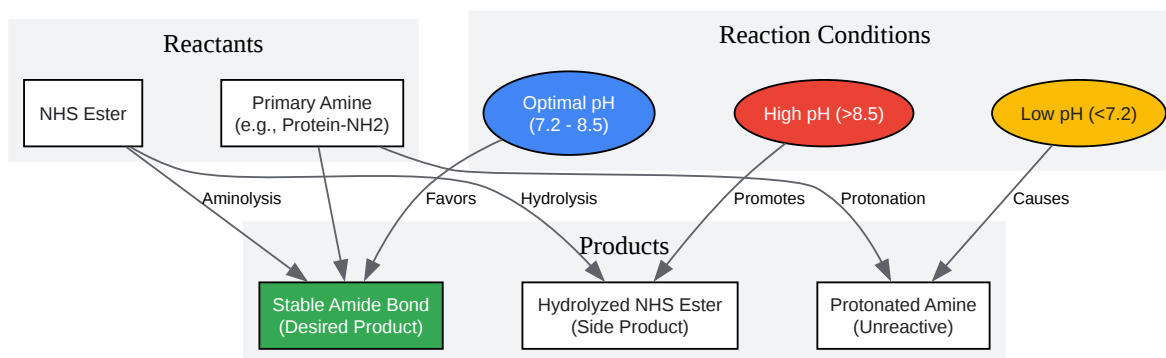 Reactants
Reaction Conditions
NHS Ester
Primary Amine
(e.g., Protein-NH2)
Optimal pH
(7.2 - 8.5)
High pH (>8.5)
Low pH (<7.2)
Aminolysis
Favors
Hydrolysis
Promotes
Protonation
Causes
Products
Stable Amide Bond
(Desired Product)
Hydrolyzed NHS Ester
(Side Product)
Protonated Amine
(Unreactive)